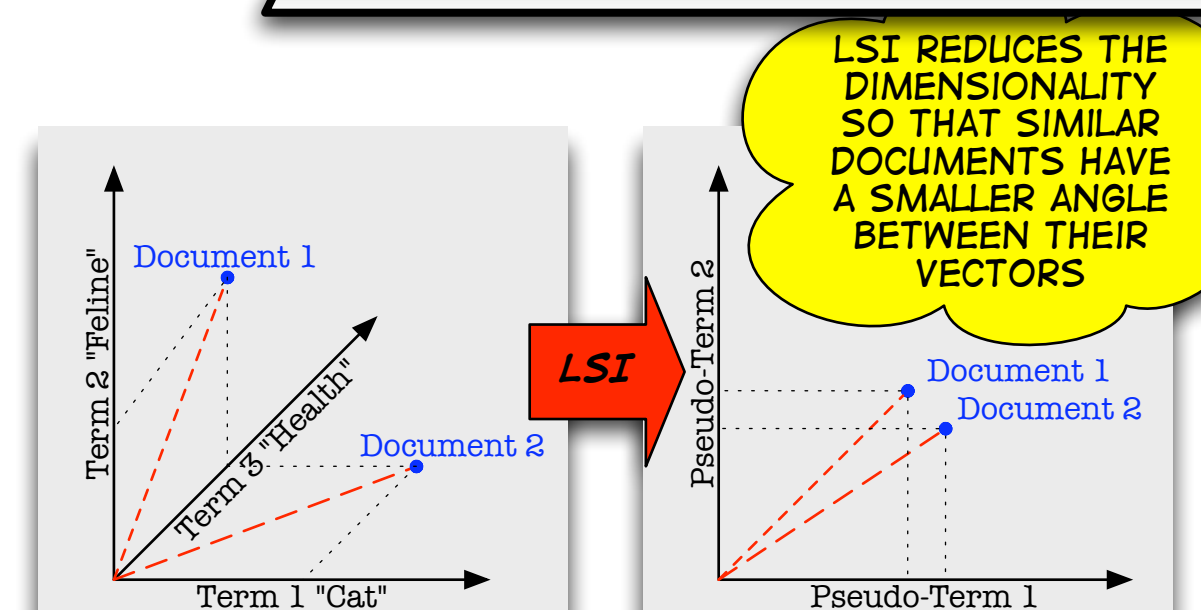 LSI REDUCES THE
DIMENSIONALITY
SO THAT SIMILAR
DOCUMENTS HAVE
A SMALLER ANGLE
BETWEEN THEIR
VECTORS
Document 1
Term 2 "Feline"
Term 3 "Health"
Document 2
Term 1 "Cat"
LSI
Pseudo-Term 2
Document 1
Document 2
Pseudo-Term 1